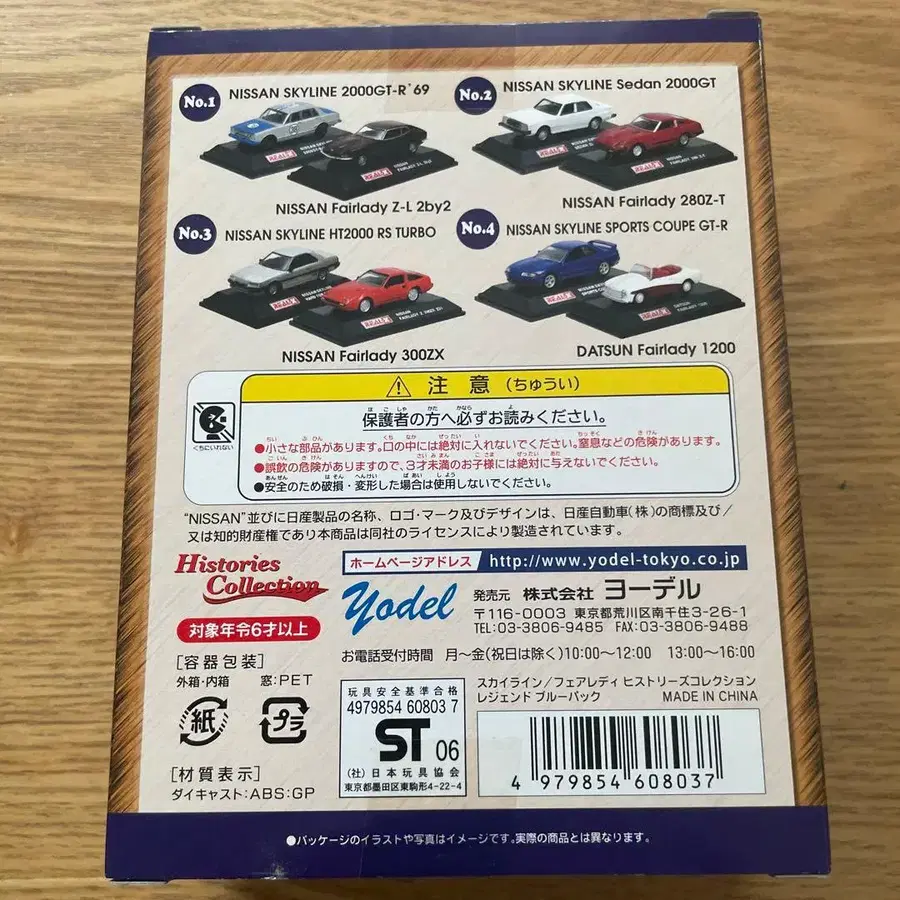 No.1
NISSAN SKYLINE 2000GT-R'69
No.2
NISSAN SKYLINE Sedan 2000GT
REAL-X
REAL-X
NISSAN Fairlady Z-L 2by2
NISSAN Fairlady 280Z-T
No.3
NISSAN SKYLINE HT2000 RS TURBO
No.4
NISSAN SKYLINE SPORTS COUPE GT-R
REAL-X
REAL-X
NISSAN Fairlady 300ZX
DATSUN Fairlady 1200
注意(ちゅうい)
保護者の方へ必ずお読みください。
くちにいれない
●小さな部品があります。口の中には絶対に入れないでください。窒息などの危険があります。
●誤飲の危険がありますので、3才未満のお子様には絶対に与えないでください。
●安全のため破損・変形した場合は使用しないでください。
“NISSAN”並びに日産製品の名称、ロゴ・マーク及びデザインは、日産自動車(株)の商標及び/
又は知的財産権であり本商品は同社のライセンスにより製造されています。
Histories
Collection
ホームページアドレス http://www.yodel-tokyo.co.jp
Yodel
発売元 株式会社 ヨーデル
〒116-0003 東京都荒川区南千住3-26-1
TEL:03-3806-9485 FAX:03-3806-9488
対象年令6才以上
お電話受付時間 月〜金(祝日は除く)10:00〜12:00 13:00〜16:00
[容器包装]
外箱・内箱 窓:PET
紙 プラ
玩具安全基準合格
4979854 60803 7
ST 06
(社)日本玩具協会
東京都墨田区東駒形4-22-4
スカイライン/フェアレディ ヒストリーズコレクション
レジェンド ブルーパック MADE IN CHINA
4 979854 608037
[材質表示]
ダイキャスト:ABS:GP
●パッケージのイラストや写真はイメージです。実際の商品とは異なります。